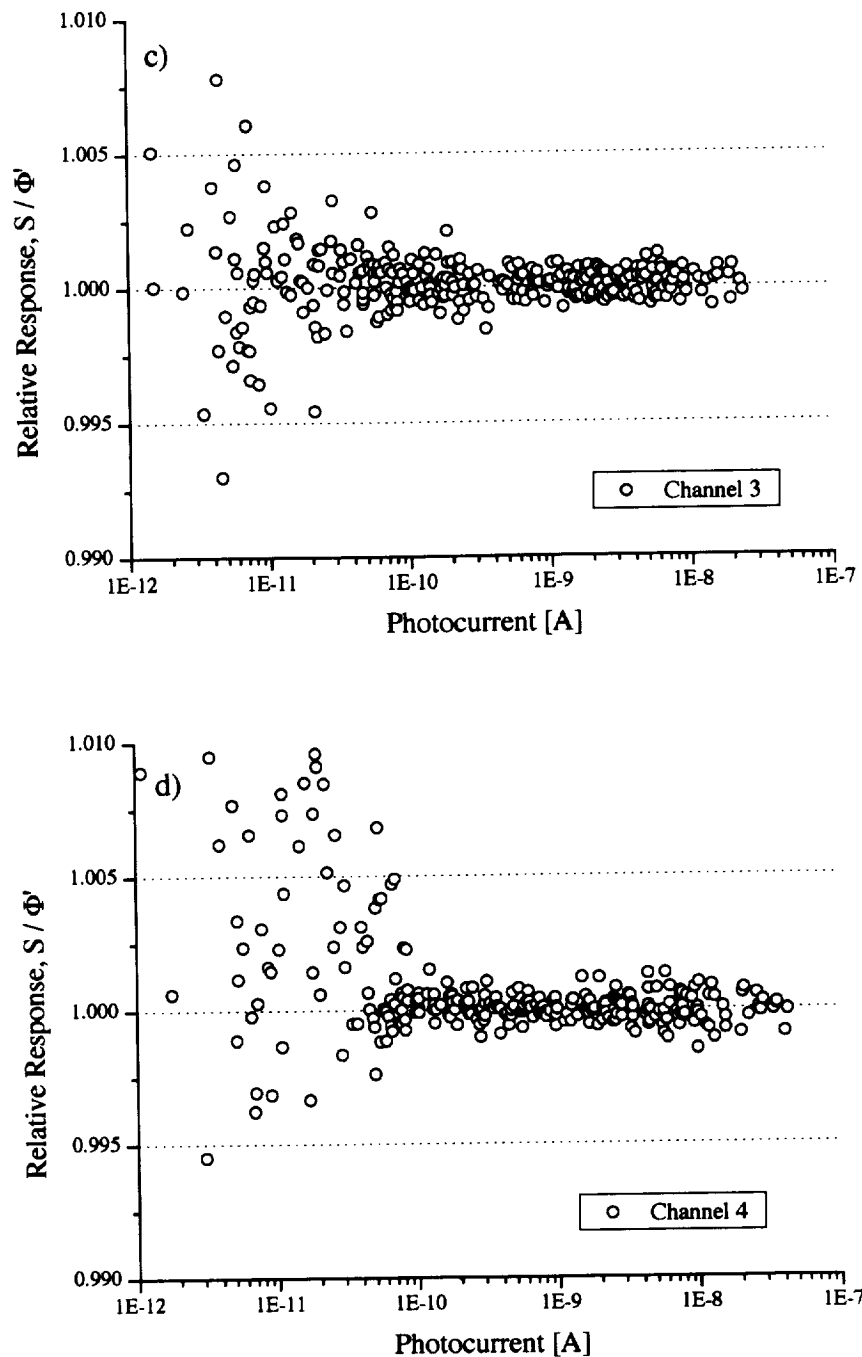 1.010
c)
1.005
1.000
0.995
0.990
Relative Response, S / Φ'
Channel 3
1E-12
1E-11
1E-10
1E-9
1E-8
1E-7
Photocurrent [A]
1.010
d)
1.005
1.000
0.995
0.990
Relative Response, S / Φ'
Channel 4
1E-12
1E-11
1E-10
1E-9
1E-8
1E-7
Photocurrent [A]